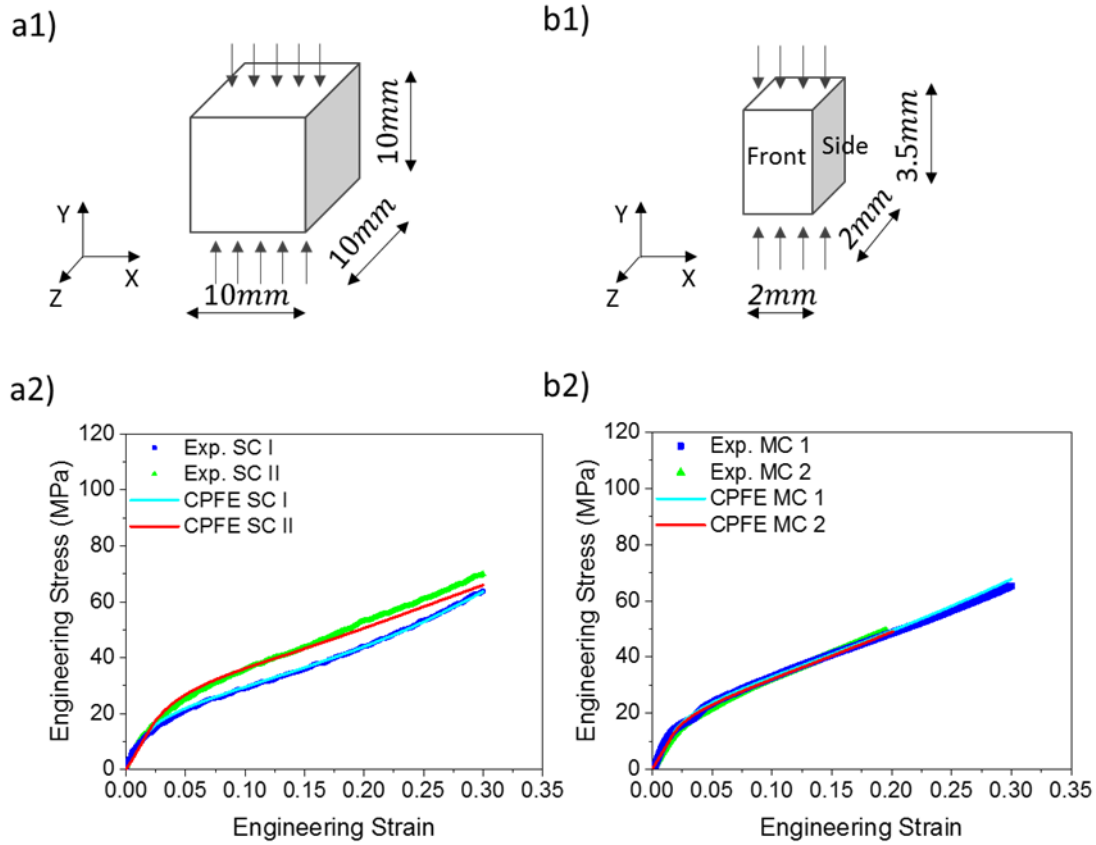 a1)
10mm
10mm
10mm
Y
X
Z
b1)
Front
Side
3.5mm
2mm
2mm
Y
X
Z
a2)
Engineering Stress (MPa)
120
100
80
60
40
20
0
Exp. SC I
Exp. SC II
CPFE SC I
CPFE SC II
0.00 0.05 0.10 0.15 0.20 0.25 0.30 0.35
Engineering Strain
b2)
Engineering Stress (MPa)
120
100
80
60
40
20
0
Exp. MC 1
Exp. MC 2
CPFE MC 1
CPFE MC 2
0.00 0.05 0.10 0.15 0.20 0.25 0.30 0.35
Engineering Strain